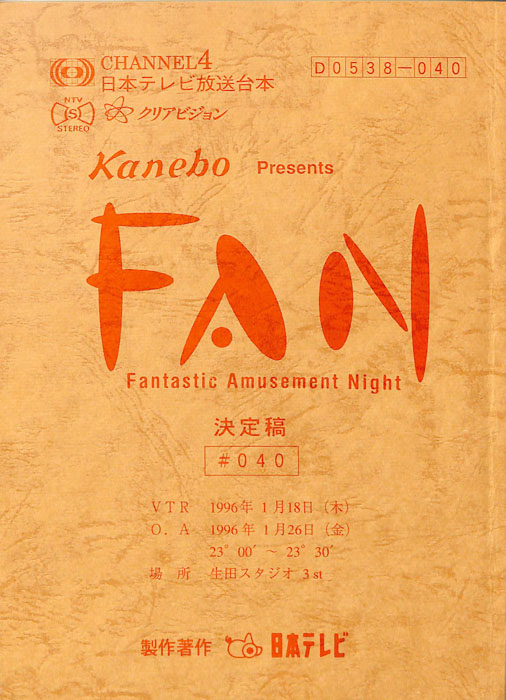 CHANNEL4
日本テレビ放送台本
D0538-040
NTV
S
STEREO
クリアビジョン
Kanebo Presents
FAN
Fantastic Amusement Night
決定稿
#040
VTR 1996年 1月18日(木)
O.A 1996年 1月26日(金)
23°00′~23°30′
場所 生田スタジオ 3st
製作著作 日本テレビ